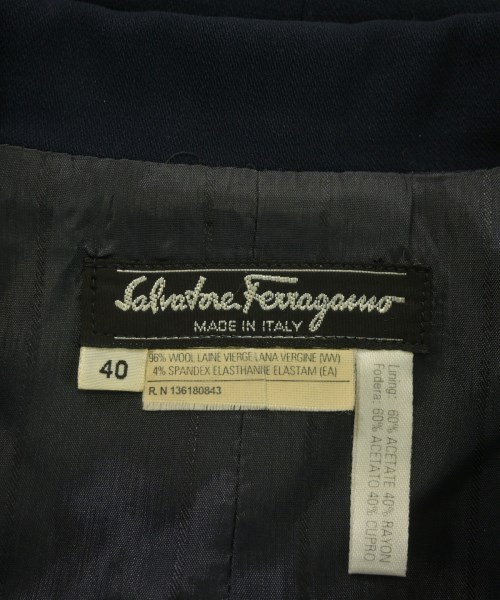 Salvatore Ferragamo
MADE IN ITALY
40
96% WOOL LAINE VIERGE LANA VERGINE (WV)
4% SPANDEX ELASTHANNE ELASTAM (EA)
R.N 136180843
Lining: 60% ACETATE 40% RAYON
Fodera: 60% ACETATO 40% CUPRO